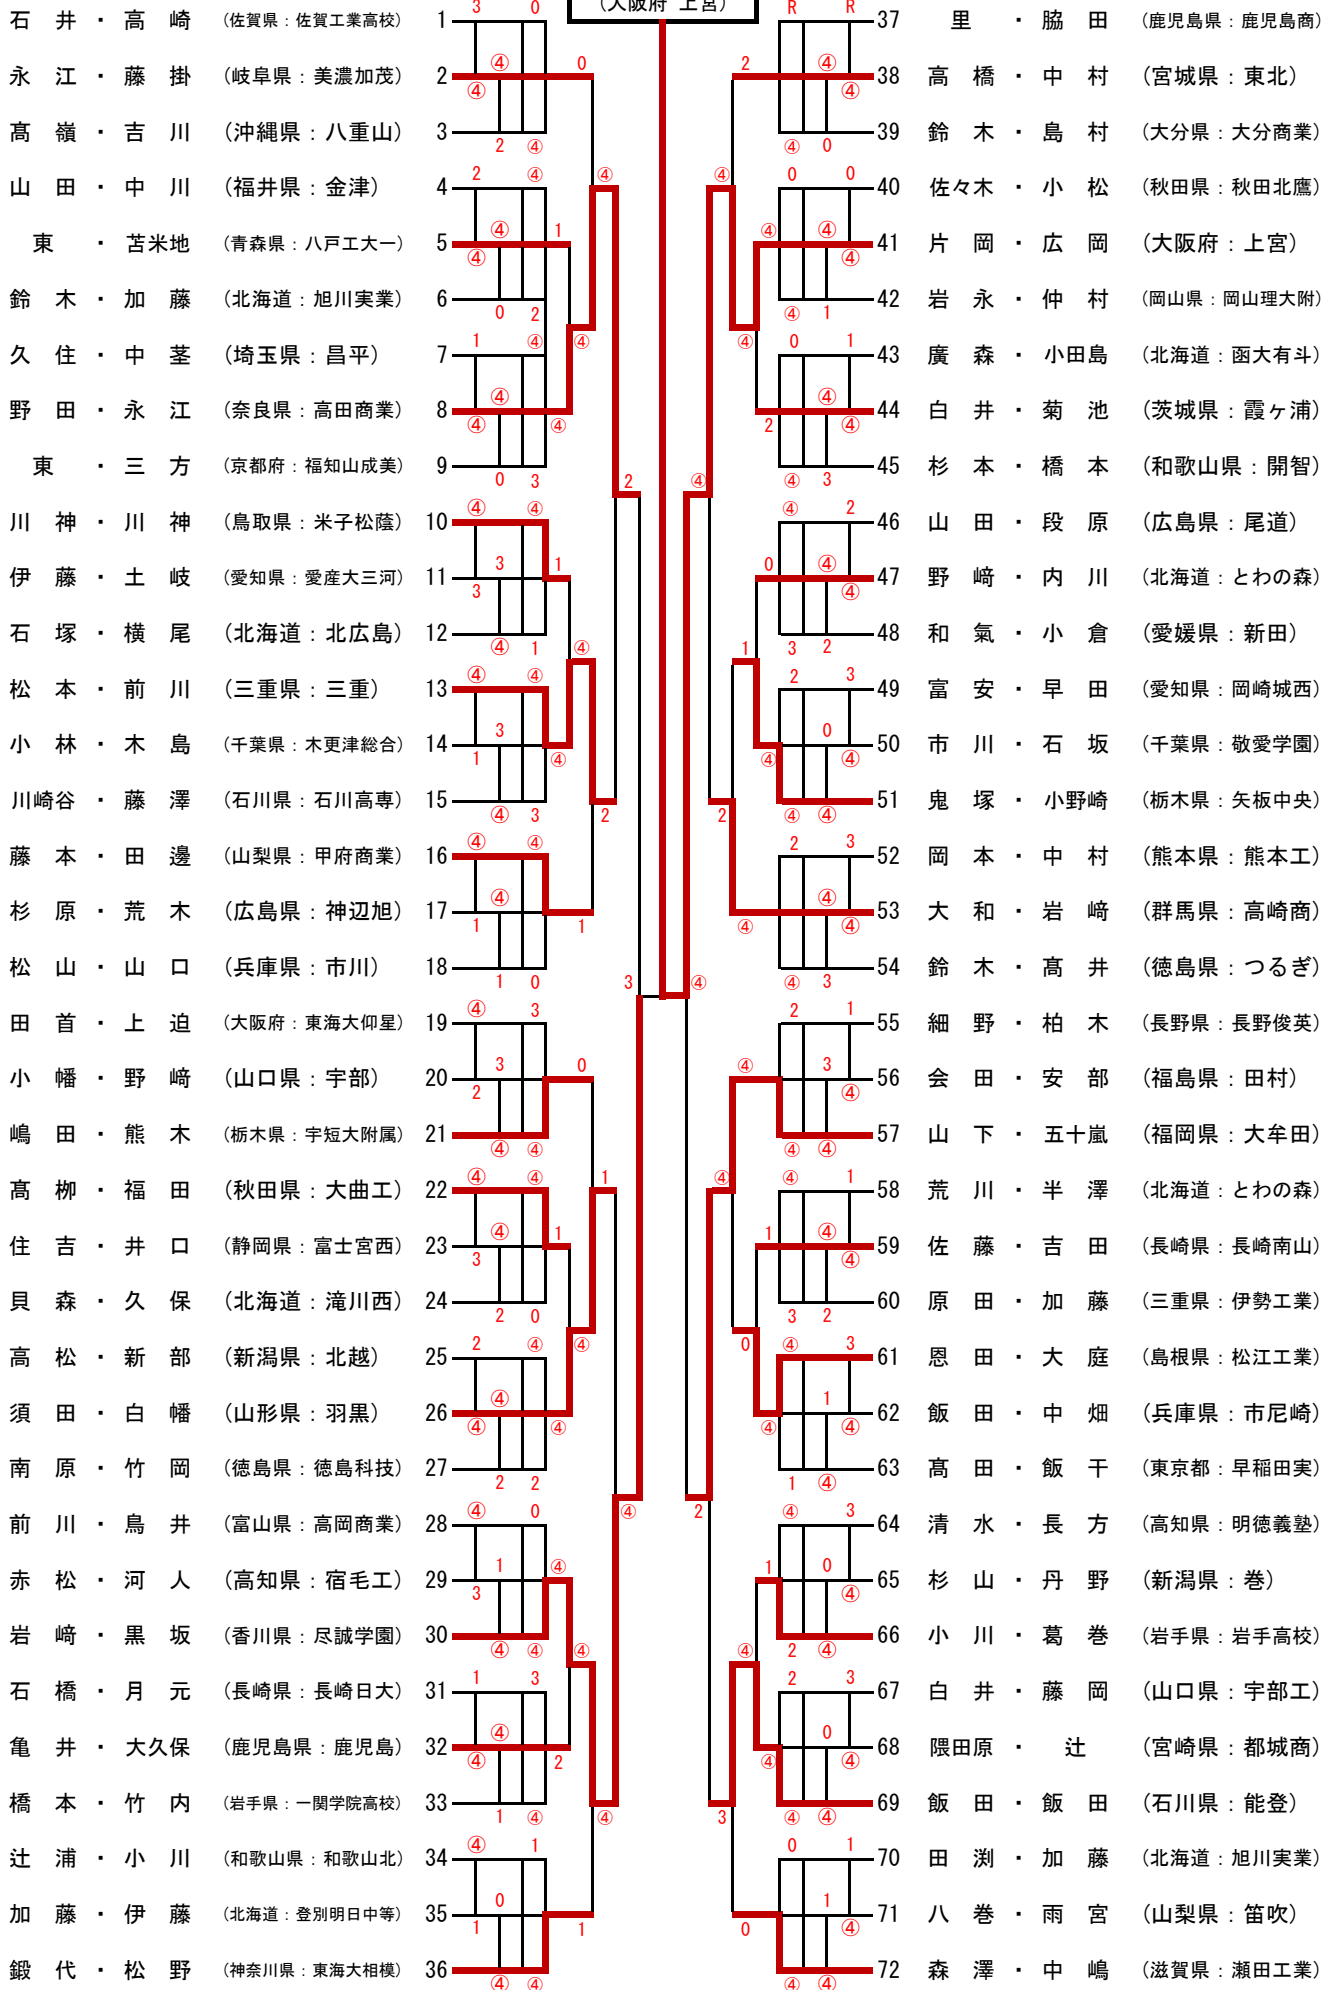 (大阪府 上宮)
石井・高崎 (佐賀県：佐賀工業高校) 1
永江・藤掛 (岐阜県：美濃加茂) 2
髙嶺・吉川 (沖縄県：八重山) 3
山田・中川 (福井県：金津) 4
東・苫米地 (青森県：八戸工大一) 5
鈴木・加藤 (北海道：旭川実業) 6
久住・中茎 (埼玉県：昌平) 7
野田・永江 (奈良県：高田商業) 8
東・三方 (京都府：福知山成美) 9
川神・川神 (鳥取県：米子松蔭) 10
伊藤・土岐 (愛知県：愛産大三河) 11
石塚・横尾 (北海道：北広島) 12
松本・前川 (三重県：三重) 13
小林・木島 (千葉県：木更津総合) 14
川崎谷・藤澤 (石川県：石川高専) 15
藤本・田邊 (山梨県：甲府商業) 16
杉原・荒木 (広島県：神辺旭) 17
松山・山口 (兵庫県：市川) 18
田首・上迫 (大阪府：東海大仰星) 19
小幡・野﨑 (山口県：宇部) 20
嶋田・熊木 (栃木県：宇短大附属) 21
髙栁・福田 (秋田県：大曲工) 22
住吉・井口 (静岡県：富士宮西) 23
貝森・久保 (北海道：滝川西) 24
高松・新部 (新潟県：北越) 25
須田・白幡 (山形県：羽黒) 26
南原・竹岡 (徳島県：徳島科技) 27
前川・鳥井 (富山県：高岡商業) 28
赤松・河人 (高知県：宿毛工) 29
岩﨑・黒坂 (香川県：尽誠学園) 30
石橋・月元 (長崎県：長崎日大) 31
亀井・大久保 (鹿児島県：鹿児島) 32
橋本・竹内 (岩手県：一関学院高校) 33
辻浦・小川 (和歌山県：和歌山北) 34
加藤・伊藤 (北海道：登別明日中等) 35
鍛代・松野 (神奈川県：東海大相模) 36
37 里・脇田 (鹿児島県：鹿児島商)
38 高橋・中村 (宮城県：東北)
39 鈴木・島村 (大分県：大分商業)
40 佐々木・小松 (秋田県：秋田北鷹)
41 片岡・広岡 (大阪府：上宮)
42 岩永・仲村 (岡山県：岡山理大附)
43 廣森・小田島 (北海道：函大有斗)
44 白井・菊池 (茨城県：霞ヶ浦)
45 杉本・橋本 (和歌山県：開智)
46 山田・段原 (広島県：尾道)
47 野﨑・内川 (北海道：とわの森)
48 和氣・小倉 (愛媛県：新田)
49 富安・早田 (愛知県：岡崎城西)
50 市川・石坂 (千葉県：敬愛学園)
51 鬼塚・小野崎 (栃木県：矢板中央)
52 岡本・中村 (熊本県：熊本工)
53 大和・岩﨑 (群馬県：高崎商)
54 鈴木・髙井 (徳島県：つるぎ)
55 細野・柏木 (長野県：長野俊英)
56 会田・安部 (福島県：田村)
57 山下・五十嵐 (福岡県：大牟田)
58 荒川・半澤 (北海道：とわの森)
59 佐藤・吉田 (長崎県：長崎南山)
60 原田・加藤 (三重県：伊勢工業)
61 恩田・大庭 (島根県：松江工業)
62 飯田・中畑 (兵庫県：市尼崎)
63 髙田・飯干 (東京都：早稲田実)
64 清水・長方 (高知県：明徳義塾)
65 杉山・丹野 (新潟県：巻)
66 小川・葛巻 (岩手県：岩手高校)
67 白井・藤岡 (山口県：宇部工)
68 隈田原・辻 (宮崎県：都城商)
69 飯田・飯田 (石川県：能登)
70 田渕・加藤 (北海道：旭川実業)
71 八巻・雨宮 (山梨県：笛吹)
72 森澤・中嶋 (滋賀県：瀬田工業)